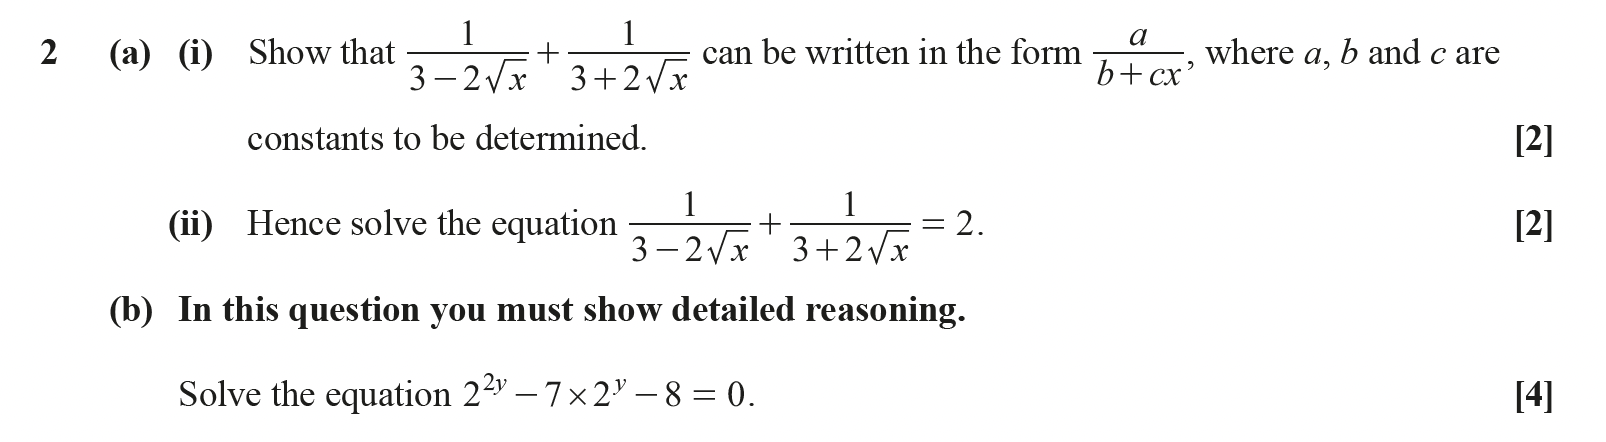 2 (a) (i) Show that 1/(3 − 2√x) + 1/(3 + 2√x) can be written in the form a/(b + cx), where a, b and c are
constants to be determined. [2]
(ii) Hence solve the equation 1/(3 − 2√x) + 1/(3 + 2√x) = 2. [2]
(b) In this question you must show detailed reasoning.
Solve the equation 2^(2y) − 7 × 2^y − 8 = 0. [4]